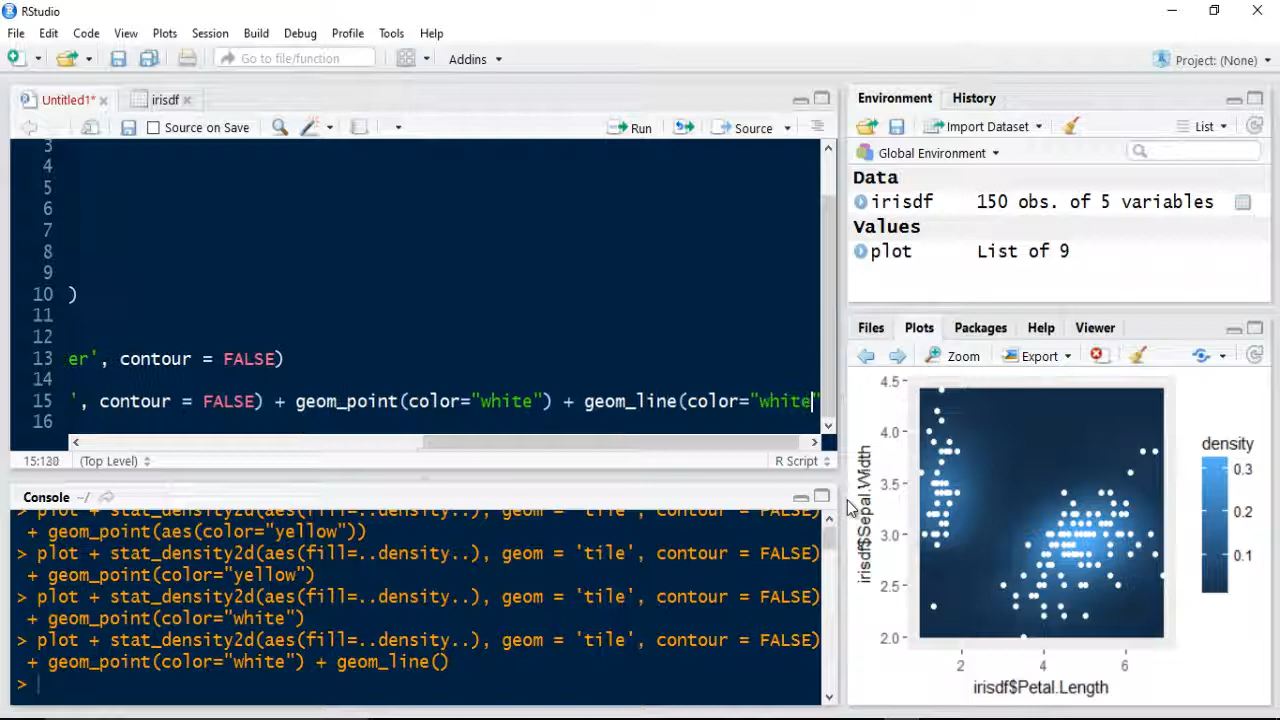 RStudio
File Edit Code View Plots Session Build Debug Profile Tools Help
Go to file/function Addins Project: (None)
Untitled1* irisdf
Source on Save Run Source
3
4
5
6
7
8
9
10 )
11
12
13 er', contour = FALSE)
14
15 ', contour = FALSE) + geom_point(color="white") + geom_line(color="white"
16
15:130 (Top Level) R Script
Console ~/
> plot + stat_density2d(aes(fill=..density..), geom = 'tile', contour = FALSE)
+ geom_point(aes(color="yellow"))
> plot + stat_density2d(aes(fill=..density..), geom = 'tile', contour = FALSE)
+ geom_point(color="yellow")
> plot + stat_density2d(aes(fill=..density..), geom = 'tile', contour = FALSE)
+ geom_point(color="white")
> plot + stat_density2d(aes(fill=..density..), geom = 'tile', contour = FALSE)
+ geom_point(color="white") + geom_line()
>
Environment History
Import Dataset List
Global Environment
Data
irisdf 150 obs. of 5 variables
Values
plot List of 9
Files Plots Packages Help Viewer
Zoom Export
4.5
4.0
3.5
3.0
2.5
2.0
irisdf$Sepal.Width
2 4 6
irisdf$Petal.Length
density
0.3
0.2
0.1